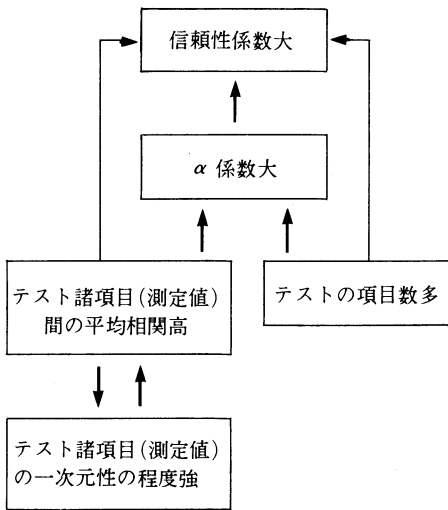 信頼性係数大
α 係数大
テスト諸項目(測定値)
間の平均相関高
テストの項目数多
テスト諸項目(測定値)
の一次元性の程度強